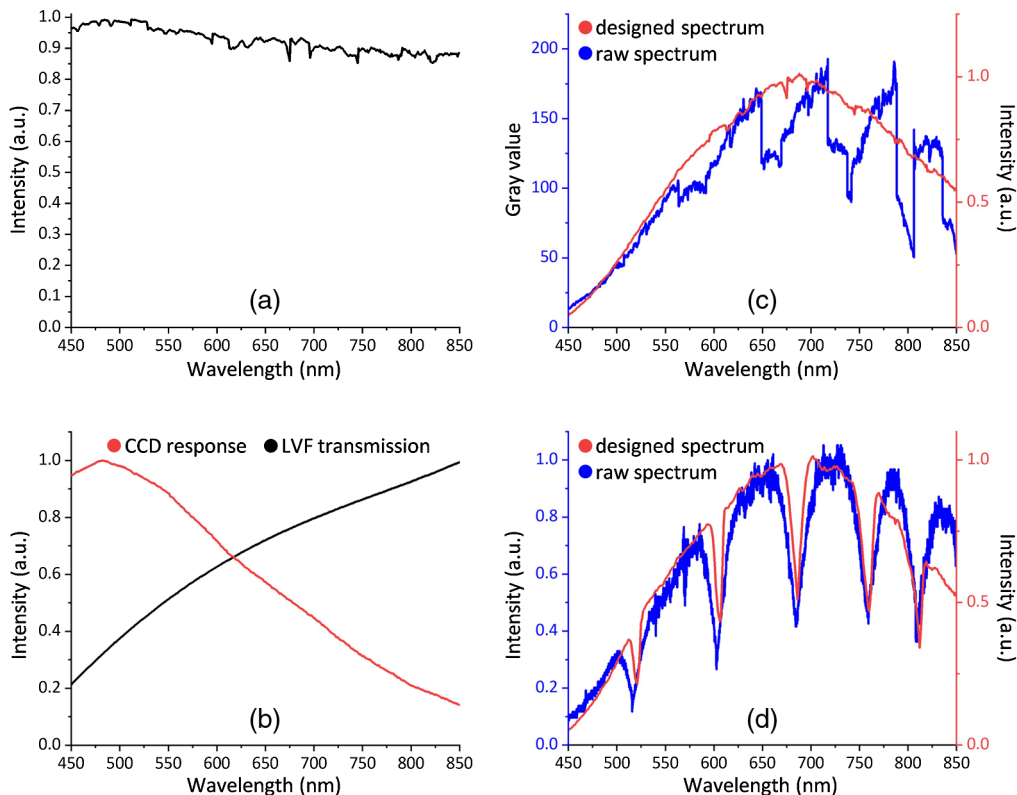 1.0
0.9
0.8
0.7
0.6
0.5
0.4
0.3
0.2
0.1
0.0
Intensity (a.u.)
(a)
450 500 550 600 650 700 750 800 850
Wavelength (nm)
designed spectrum
raw spectrum
200
150
100
50
0
Gray value
1.0
0.5
0.0
Intensity (a.u.)
(c)
450 500 550 600 650 700 750 800 850
Wavelength (nm)
CCD response LVF transmission
1.0
0.8
0.6
0.4
0.2
0.0
Intensity (a.u.)
(b)
450 500 550 600 650 700 750 800 850
Wavelength (nm)
designed spectrum
raw spectrum
1.0
0.8
0.6
0.4
0.2
0.0
Intensity (a.u.)
1.0
0.5
0.0
Intensity (a.u.)
(d)
450 500 550 600 650 700 750 800 850
Wavelength (nm)